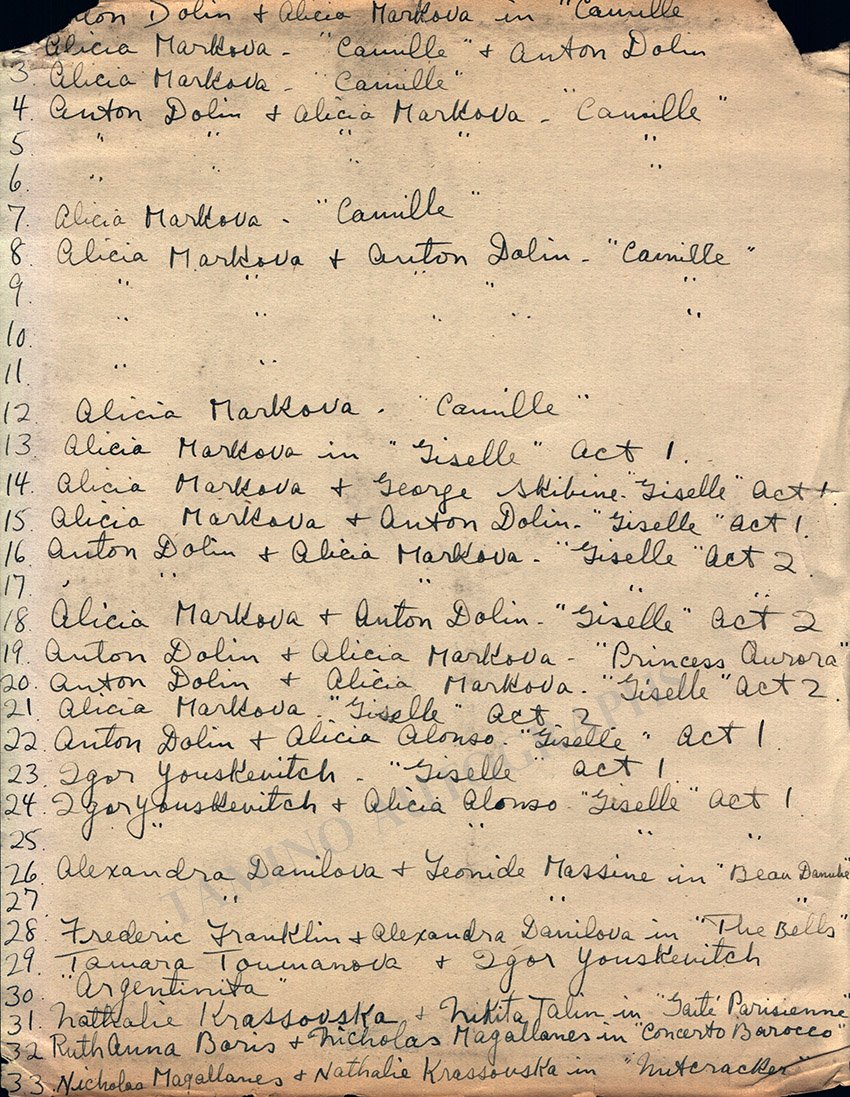 Anton Dolin & Alicia Markova in "Camille
Alicia Markova - "Camille" & Anton Dolin
3 Alicia Markova - "Camille"
4. Anton Dolin & Alicia Markova - "Camille"
5. " " " " "
6. " " " "
7. Alicia Markova - "Camille"
8. Alicia Markova & Anton Dolin - "Camille"
9. " " " " "
10. " " " " "
11. " "
12 Alicia Markova - "Camille"
13. Alicia Markova in "Giselle" Act 1.
14. Alicia Markova & George Skibine - "Giselle" Act 1.
15. Alicia Markova & Anton Dolin - "Giselle" Act 1.
16. Anton Dolin & Alicia Markova - "Giselle" Act 2.
17. " " " " "
18. Alicia Markova & Anton Dolin - "Giselle" Act 2
19. Anton Dolin & Alicia Markova - "Princess Aurora"
20. Anton Dolin & Alicia Markova - "Giselle" Act 2.
21 Alicia Markova - "Giselle" Act 2
22. Anton Dolin & Alicia Alonso - "Giselle" Act 1.
23. Igor Youskevitch - "Giselle" Act 1.
24. Igor Youskevitch & Alicia Alonso - "Giselle" Act 1.
25. " " " "
26. Alexandra Danilova & Leonide Massine in "Beau Danube"
27 " " "
28. Frederic Franklin & Alexandra Danilova in "The Bells"
29. Tamara Toumanova & Igor Youskevitch
30. "Argentinita"
31. Nathalie Krassovska & Nikita Talin in "Gaité Parisienne"
32 Ruthanna Boris & Nicholas Magallanes in "Concerto Barocco"
33. Nicholas Magallanes & Nathalie Krassovska in "Nutcracker"
TAMINO AUTOGRAPHS